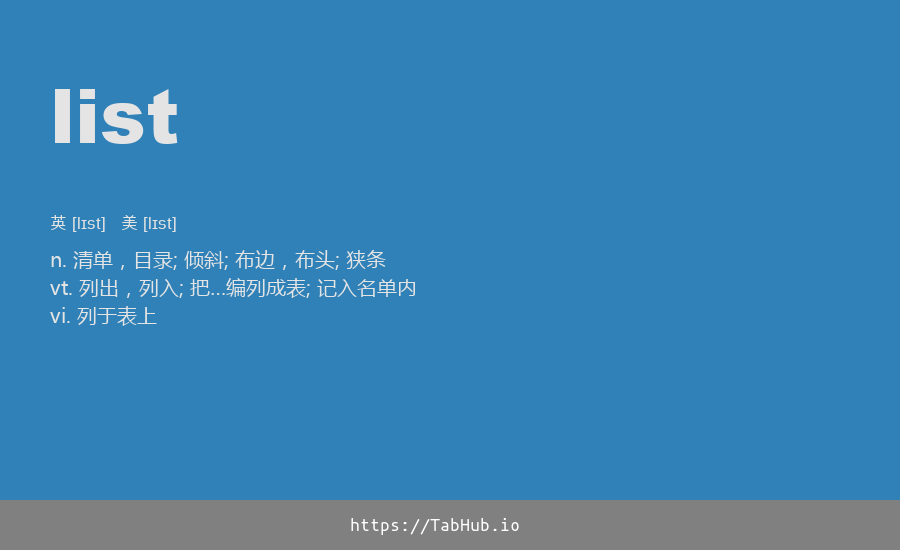 list
英 [lɪst] 美 [lɪst]
n. 清单，目录; 倾斜; 布边，布头; 狭条
vt. 列出，列入; 把...编列成表; 记入名单内
vi. 列于表上
https://TabHub.io